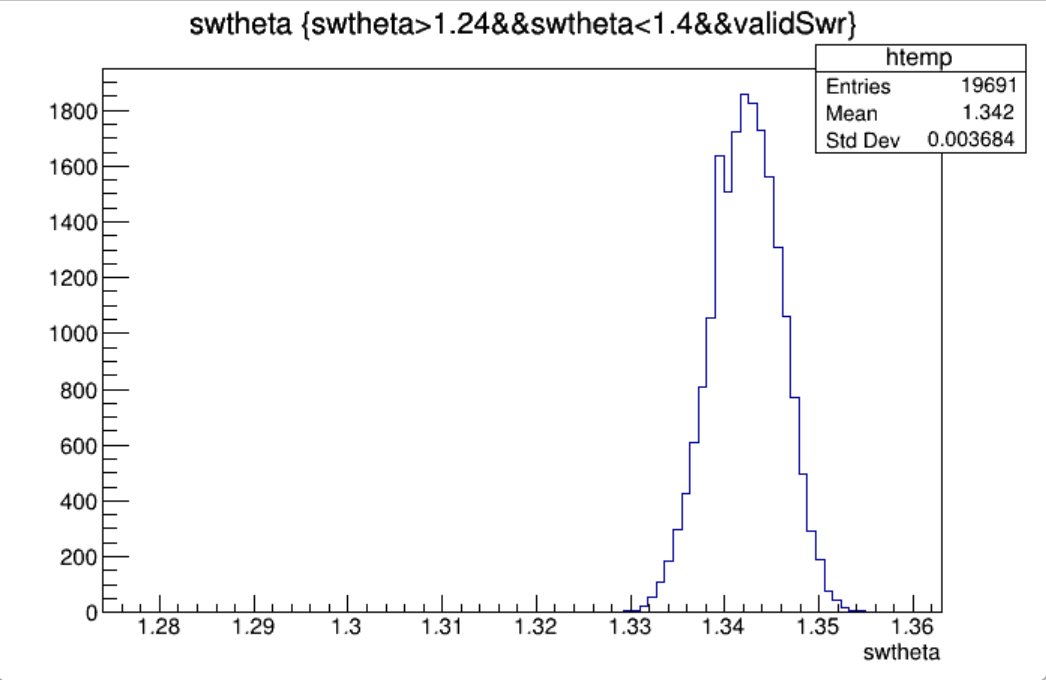 swtheta {swtheta>1.24&&swtheta<1.4&&validSwr}
htemp
Entries 19691
Mean 1.342
Std Dev 0.003684
1800
1600
1400
1200
1000
800
600
400
200
0
1.28 1.29 1.3 1.31 1.32 1.33 1.34 1.35 1.36
swtheta